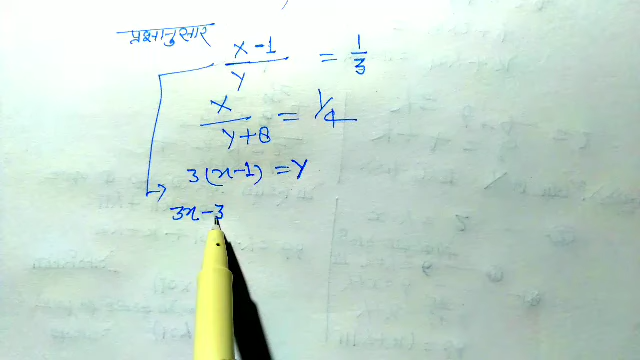 प्रश्नानुसार
x-1/y = 1/3
x/y+8 = 1/4
3(x-1) = y
3x-3